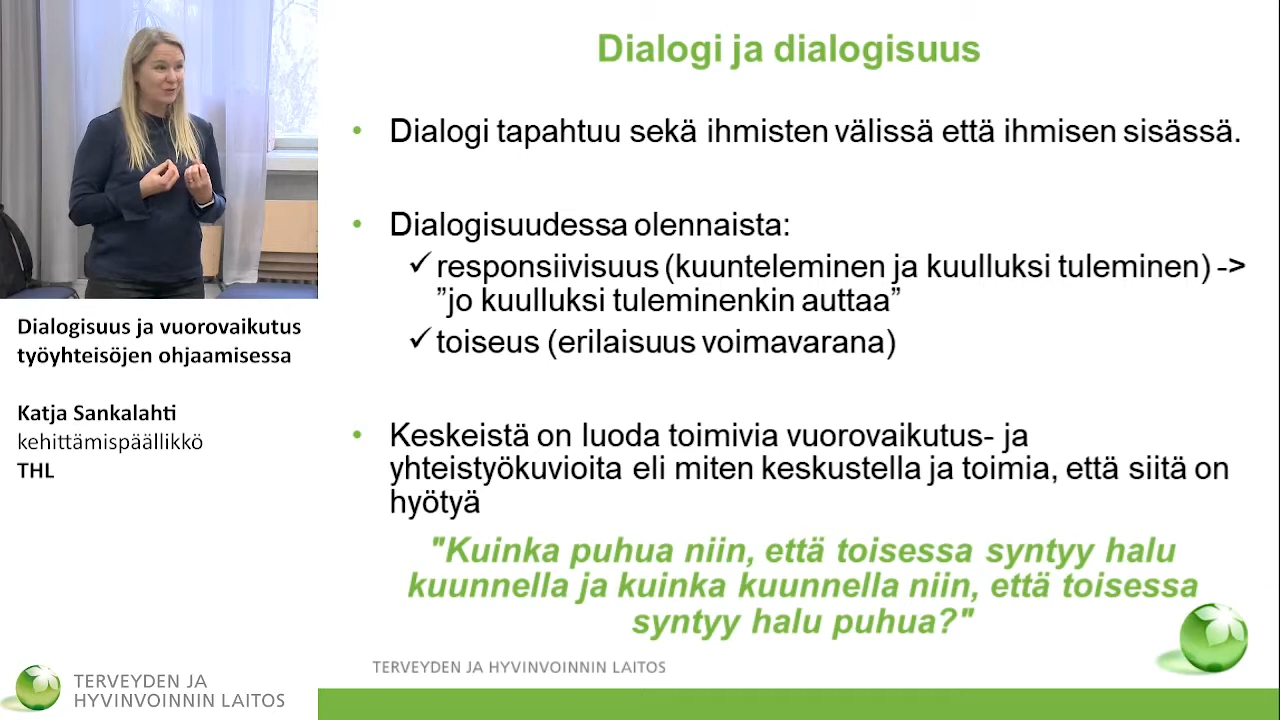 Dialogi ja dialogisuus
• Dialogi tapahtuu sekä ihmisten välissä että ihmisen sisässä.
• Dialogisuudessa olennaista:
✓ responsiivisuus (kuunteleminen ja kuulluksi tuleminen) ->
”jo kuulluksi tuleminenkin auttaa”
✓ toiseus (erilaisuus voimavarana)
• Keskeistä on luoda toimivia vuorovaikutus- ja
yhteistyökuvioita eli miten keskustella ja toimia, että siitä on
hyötyä
"Kuinka puhua niin, että toisessa syntyy halu
kuunnella ja kuinka kuunnella niin, että toisessa
syntyy halu puhua?"
TERVEYDEN JA HYVINVOINNIN LAITOS
Dialogisuus ja vuorovaikutus
työyhteisöjen ohjaamisessa
Katja Sankalahti
kehittämispäällikkö
THL
TERVEYDEN JA
HYVINVOINNIN LAITOS